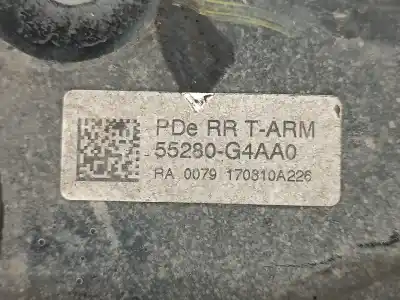 PDe RR T-ARM
55280-G4AA0
RA 0079 170810A226